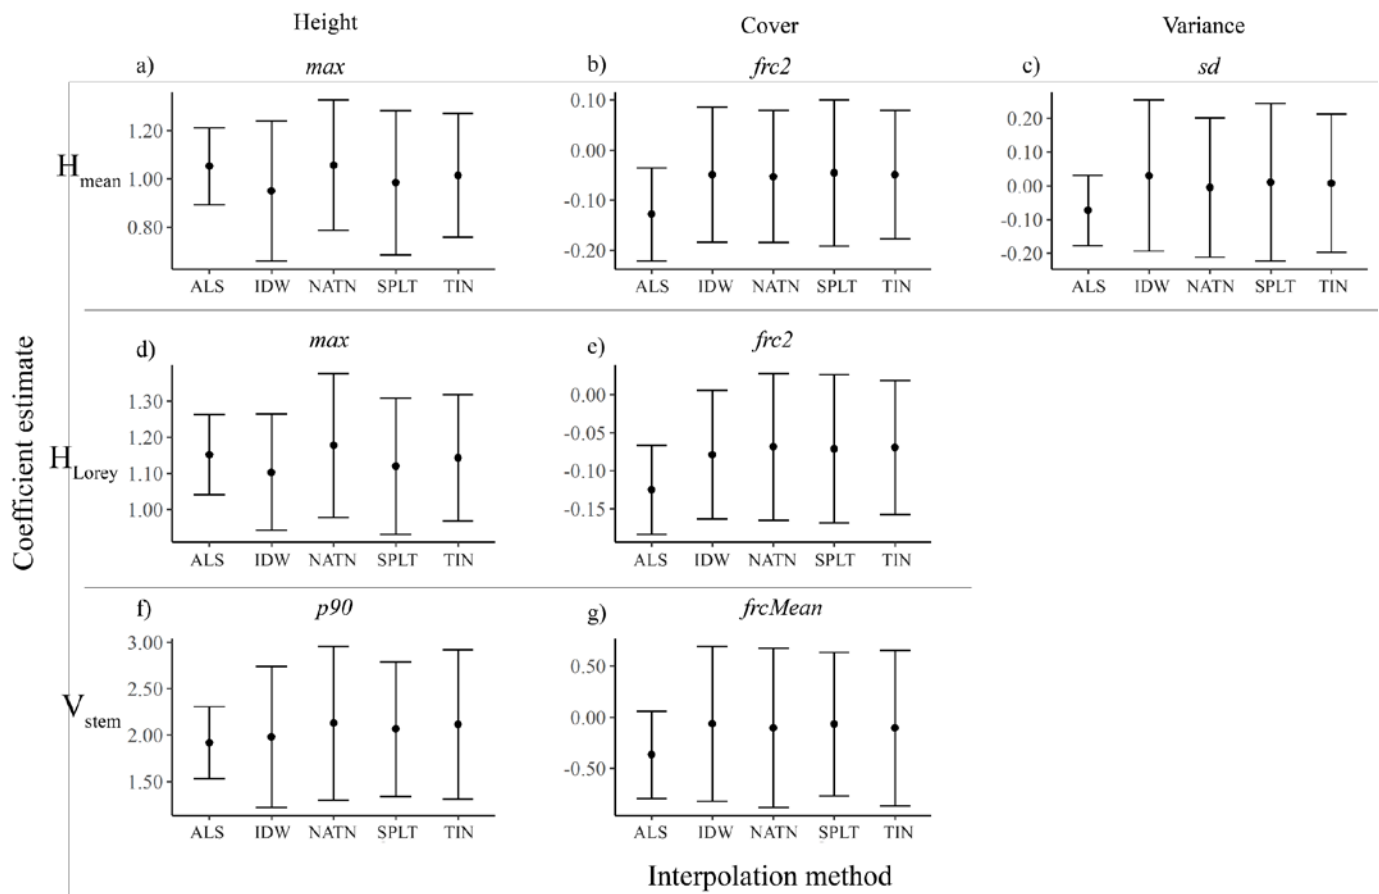 Height Cover Variance
a) max
b) frc2
c) sd
H mean
1.20
1.00
0.80
ALS IDW NATN SPLT TIN
0.10
0.00
-0.10
-0.20
ALS IDW NATN SPLT TIN
0.20
0.10
0.00
-0.10
-0.20
ALS IDW NATN SPLT TIN
Coefficient estimate
d) max
e) frc2
H Lorey
1.30
1.20
1.10
1.00
ALS IDW NATN SPLT TIN
0.00
-0.05
-0.10
-0.15
ALS IDW NATN SPLT TIN
f) p90
g) frcMean
V stem
3.00
2.50
2.00
1.50
ALS IDW NATN SPLT TIN
0.50
0.00
-0.50
ALS IDW NATN SPLT TIN
Interpolation method